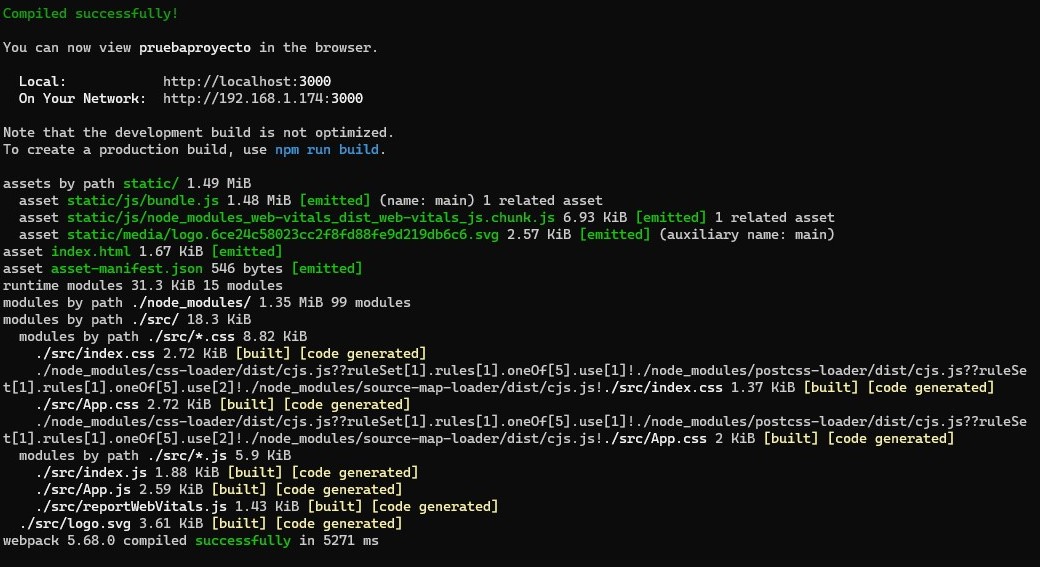 Compiled successfully!
You can now view pruebaproyecto in the browser.
Local: http://localhost:3000
On Your Network: http://192.168.1.174:3000
Note that the development build is not optimized.
To create a production build, use npm run build.
assets by path static/ 1.49 MiB
asset static/js/bundle.js 1.48 MiB [emitted] (name: main) 1 related asset
asset static/js/node_modules_web-vitals_dist_web-vitals_js.chunk.js 6.93 KiB [emitted] 1 related asset
asset static/media/logo.6ce24c58023cc2f8fd88fe9d219db6c6.svg 2.57 KiB [emitted] (auxiliary name: main)
asset index.html 1.67 KiB [emitted]
asset asset-manifest.json 546 bytes [emitted]
runtime modules 31.3 KiB 15 modules
modules by path ./node_modules/ 1.35 MiB 99 modules
modules by path ./src/ 18.3 KiB
modules by path ./src/*.css 8.82 KiB
./src/index.css 2.72 KiB [built] [code generated]
./node_modules/css-loader/dist/cjs.js??ruleSet[1].rules[1].oneOf[5].use[1]!./node_modules/postcss-loader/dist/cjs.js??ruleSe
t[1].rules[1].oneOf[5].use[2]!./node_modules/source-map-loader/dist/cjs.js!./src/index.css 1.37 KiB [built] [code generated]
./src/App.css 2.72 KiB [built] [code generated]
./node_modules/css-loader/dist/cjs.js??ruleSet[1].rules[1].oneOf[5].use[1]!./node_modules/postcss-loader/dist/cjs.js??ruleSe
t[1].rules[1].oneOf[5].use[2]!./node_modules/source-map-loader/dist/cjs.js!./src/App.css 2 KiB [built] [code generated]
modules by path ./src/*.js 5.9 KiB
./src/index.js 1.88 KiB [built] [code generated]
./src/App.js 2.59 KiB [built] [code generated]
./src/reportWebVitals.js 1.43 KiB [built] [code generated]
./src/logo.svg 3.61 KiB [built] [code generated]
webpack 5.68.0 compiled successfully in 5271 ms